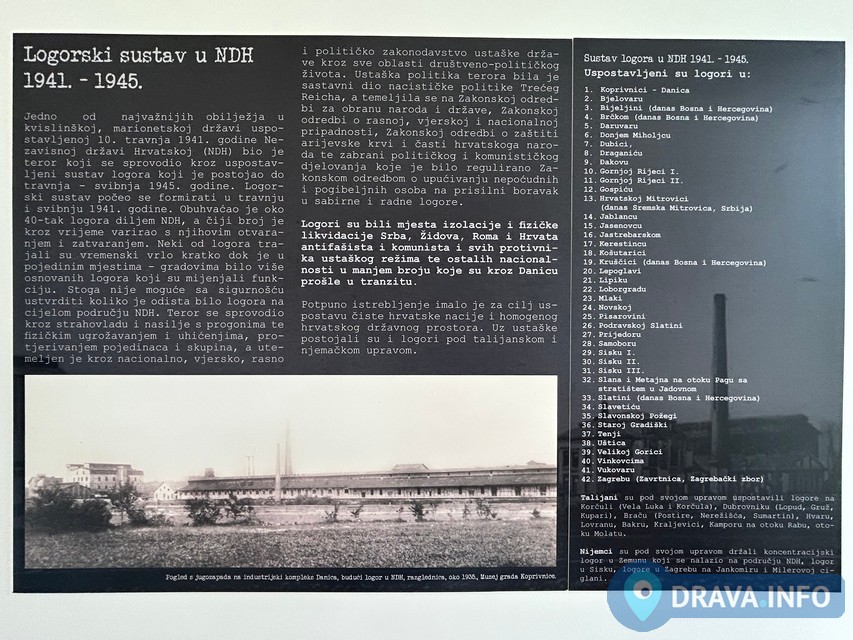 Logorski sustav u NDH
1941. - 1945.
Jedno od najvažnijih obilježja u
kvislinškoj, marionetskoj državi uspo-
stavljenoj 10. travnja 1941. godine Ne-
zavisnoj državi Hrvatskoj (NDH) bio je
teror koji se sprovodio kroz uspostav-
ljeni sustav logora koji je postojao do
travnja - svibnja 1945. godine. Logor-
ski sustav počeo se formirati u travnju
i svibnju 1941. godine. Obuhvaćao je oko
40-tak logora diljem NDH, a čiji broj je
kroz vrijeme varirao s njihovim otvara-
njem i zatvaranjem. Neki od logora tra-
jali su vremenski vrlo kratko dok je u
pojedinim mjestima - gradovima bilo više
osnovanih logora koji su mijenjali funk-
ciju. Stoga nije moguće sa sigurnošću
ustvrditi koliko je odista bilo logora na
cijelom području NDH. Teror se sprovodio
kroz strahovladu i nasilje s progonima te
fizičkim ugrožavanjem i uhićenjima, pro-
tjerivanjem pojedinaca i skupina, a ute-
meljen je kroz nacionalno, vjersko, rasno
i političko zakonodavstvo ustaške drža-
ve kroz sve oblasti društveno-političkog
života. Ustaška politika terora bila je
sastavni dio nacističke politike Trećeg
Reicha, a temeljila se na Zakonskoj odred-
bi za obranu naroda i države, Zakonskoj
odredbi o rasnoj, vjerskoj i nacionalnoj
pripadnosti, Zakonskoj odredbi o zaštiti
arijevske krvi i časti hrvatskoga naro-
da te zabrani političkog i komunističkog
djelovanja koje je bilo regulirano Za-
konskom odredbom o upućivanju nepoćudnih
i pogibeljnih osoba na prisilni boravak
u sabirne i radne logore.
Logori su bili mjesta izolacije i fizičke
likvidacije Srba, Židova, Roma i Hrvata
antifašista i komunista i svih protivni-
ka ustaškog režima te ostalih nacional-
nosti u manjem broju koje su kroz Danicu
prošle u tranzitu.
Potpuno istrebljenje imalo je za cilj us-
postavu čiste hrvatske nacije i homogenog
hrvatskog državnog prostora. Uz ustaške
postojali su i logori pod talijanskom i
njemačkom upravom.
Pogled s jugozapada na industrijski kompleks Danica, budući logor u NDH, razglednica, oko 1935., Muzej grada Koprivnice.
Sustav logora u NDH 1941. -1945.
Uspostavljeni su logori u:
1. Koprivnici - Danica
2. Bjelovaru
3. Bijeljini (danas Bosna i Hercegovina)
4. Brčkom (danas Bosna i Hercegovina)
5. Daruvaru
6. Donjem Miholjcu
7. Dubici,
8. Draganiću
9. Đakovu
10. Gornjoj Rijeci I.
11. Gornjoj Rijeci II.
12. Gospiću
13. Hrvatskoj Mitrovici
(danas Sremska Mitrovica, Srbija)
14. Jablancu
15. Jasenovcu
16. Jastrebarskom
17. Kerestincu
18. Košutarici
19. Kruščici (danas Bosna i Hercegovina)
20. Lepoglavi
21. Lipiku
22. Loborgradu
23. Mlaki
24. Novskoj
25. Pisarovini
26. Podravskoj Slatini
27. Prijedoru
28. Samoboru
29. Sisku I.
30. Sisku II.
31. Sisku III.
32. Slana i Metajna na otoku Pagu sa
stratištem u Jadovnom
33. Slatini (danas Bosna i Hercegovina)
34. Slavetiću
35. Slavonskoj Požegi
36. Staroj Gradiški
37. Tenji
38. Uštica
39. Velikoj Gorici
40. Vinkovcima
41. Vukovaru
42. Zagrebu (Zavrtnica, Zagrebački zbor)
Talijani su pod svojom upravom uspostavili logore na
Korčuli (Vela Luka i Korčula), Dubrovniku (Lopud, Gruž,
Kupari), Braču (Postire, Nerežišća, Sumartin), Hvaru,
Lovranu, Bakru, Kraljevici, Kamporu na otoku Rabu, oto-
ku Molatu.
Nijemci su pod svojom upravom držali koncentracijski
logor u Zemunu koji se nalazio na području NDH, logor
u Sisku, logore u Zagrebu na Jankomiru i Milerovoj ci-
glani.
DRAVA.INFO